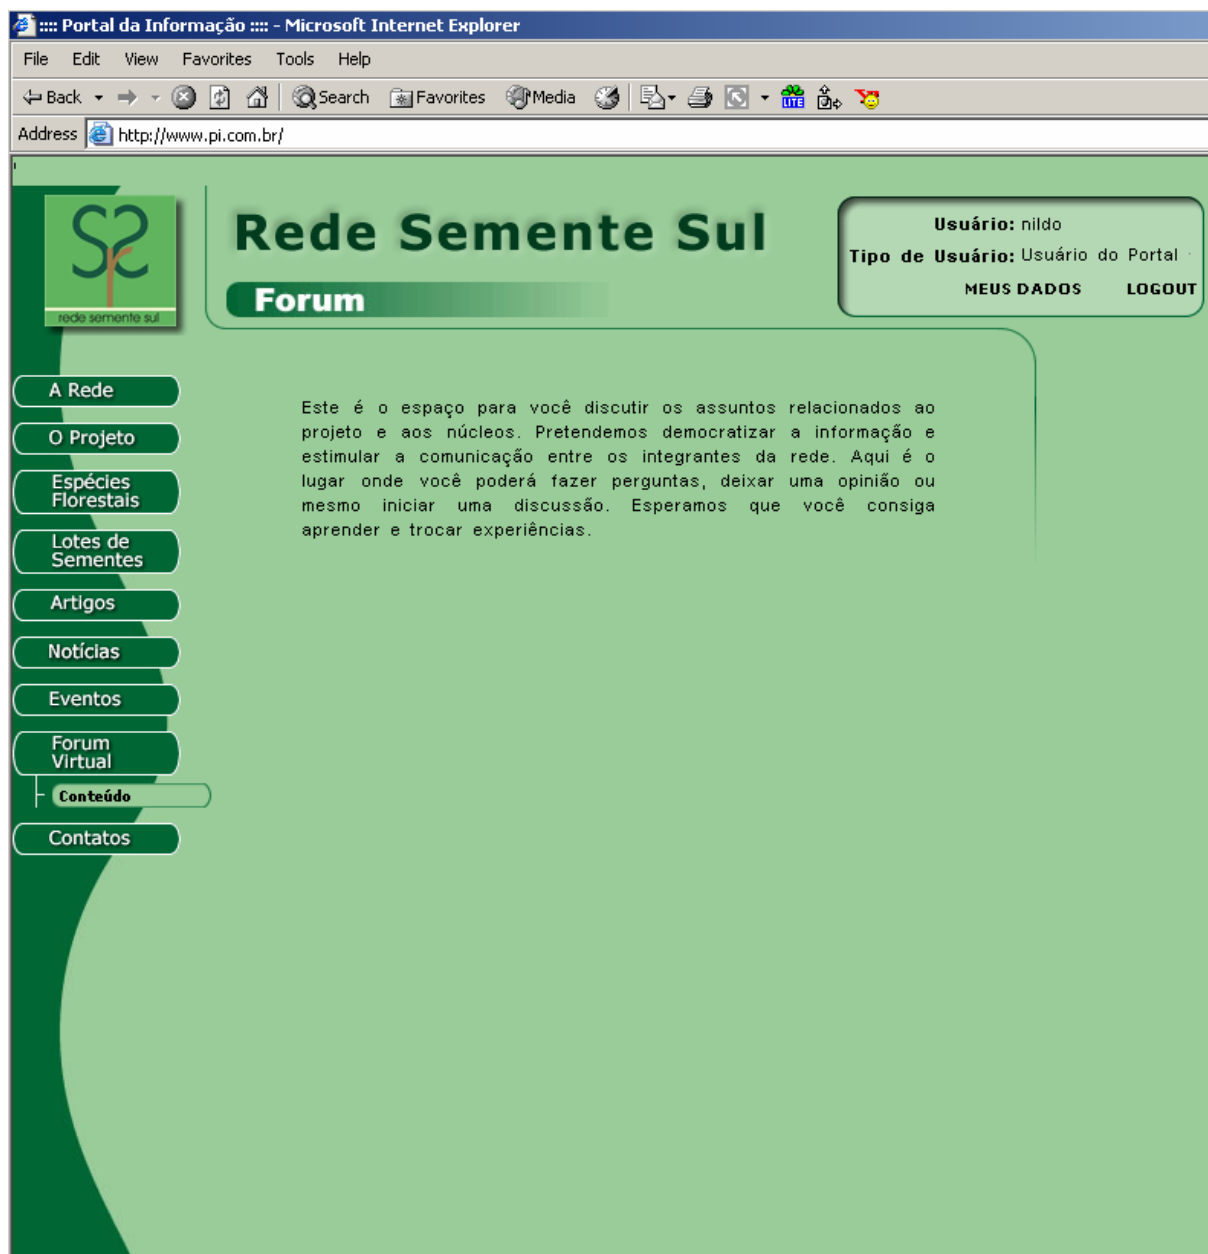 :::: Portal da Informação :::: - Microsoft Internet Explorer
File Edit View Favorites Tools Help
Back Search Favorites Media LITE
Address http://www.pi.com.br/
rede semente sul
Rede Semente Sul
Forum
Usuário: nildo
Tipo de Usuário: Usuário do Portal
MEUS DADOS LOGOUT
A Rede
O Projeto
Espécies
Florestais
Lotes de
Sementes
Artigos
Notícias
Eventos
Forum
Virtual
Conteúdo
Contatos
Este é o espaço para você discutir os assuntos relacionados ao
projeto e aos núcleos. Pretendemos democratizar a informação e
estimular a comunicação entre os integrantes da rede. Aqui é o
lugar onde você poderá fazer perguntas, deixar uma opinião ou
mesmo iniciar uma discussão. Esperamos que você consiga
aprender e trocar experiências.